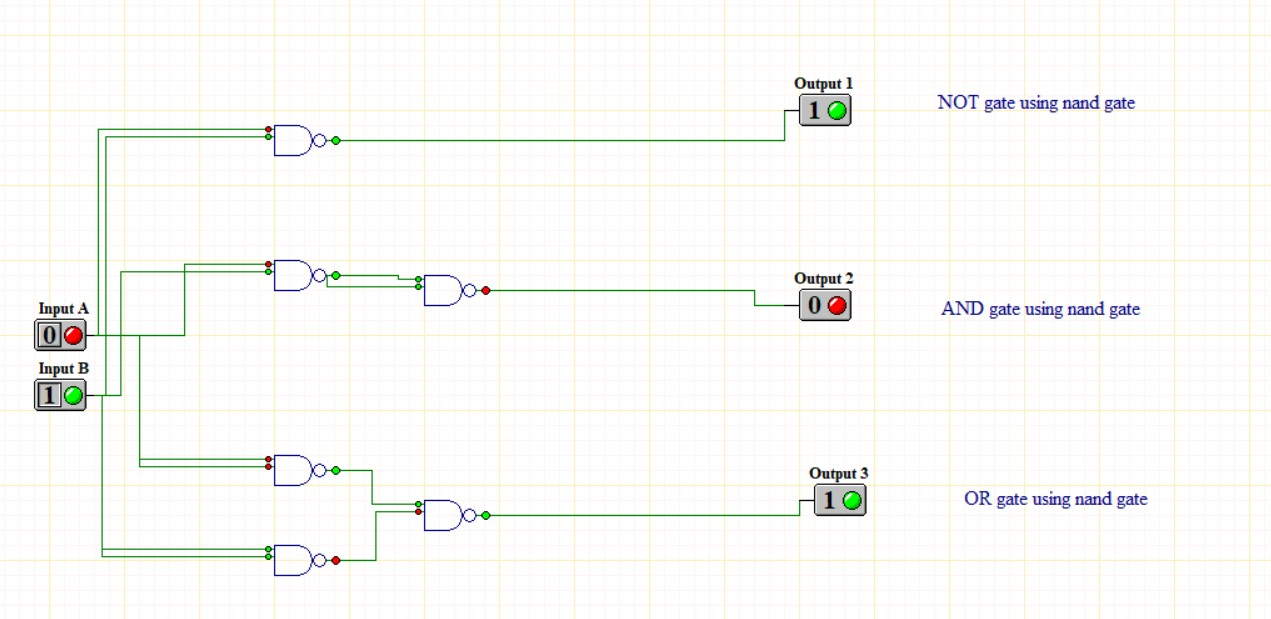 Output 1
1
NOT gate using nand gate
Output 2
0
AND gate using nand gate
Input A
0
Input B
1
Output 3
1
OR gate using nand gate